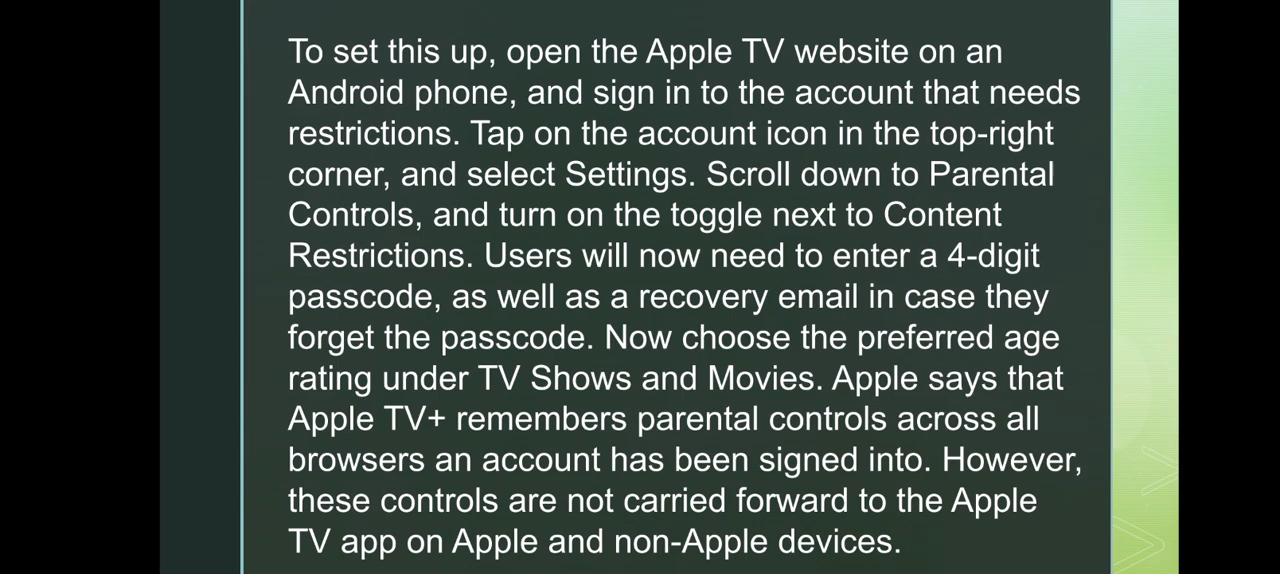 To set this up, open the Apple TV website on an
Android phone, and sign in to the account that needs
restrictions. Tap on the account icon in the top-right
corner, and select Settings. Scroll down to Parental
Controls, and turn on the toggle next to Content
Restrictions. Users will now need to enter a 4-digit
passcode, as well as a recovery email in case they
forget the passcode. Now choose the preferred age
rating under TV Shows and Movies. Apple says that
Apple TV+ remembers parental controls across all
browsers an account has been signed into. However,
these controls are not carried forward to the Apple
TV app on Apple and non-Apple devices.